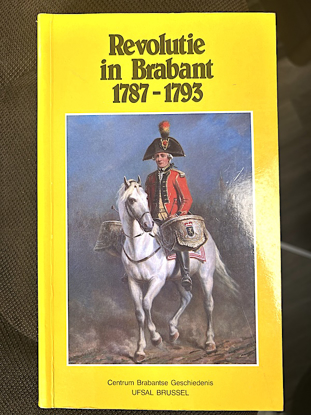 Revolutie
in Brabant
1787-1793
Centrum Brabantse Geschiedenis
UFSAL BRUSSEL